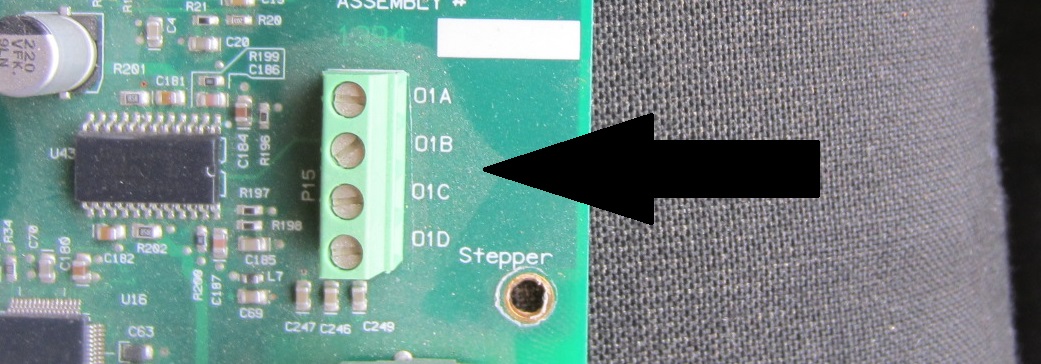 ASSEMBLY #
R21
R20
C4
C20
R199
C186
220
VFK
R201
C181
O1A
U43
C184
R196
O1B
P15
O1C
R197
R198
O1D
R34
C70
C180
C182
R202
R200
C187
C185
Stepper
L7
U16
C69
C247 C246 C249
C63